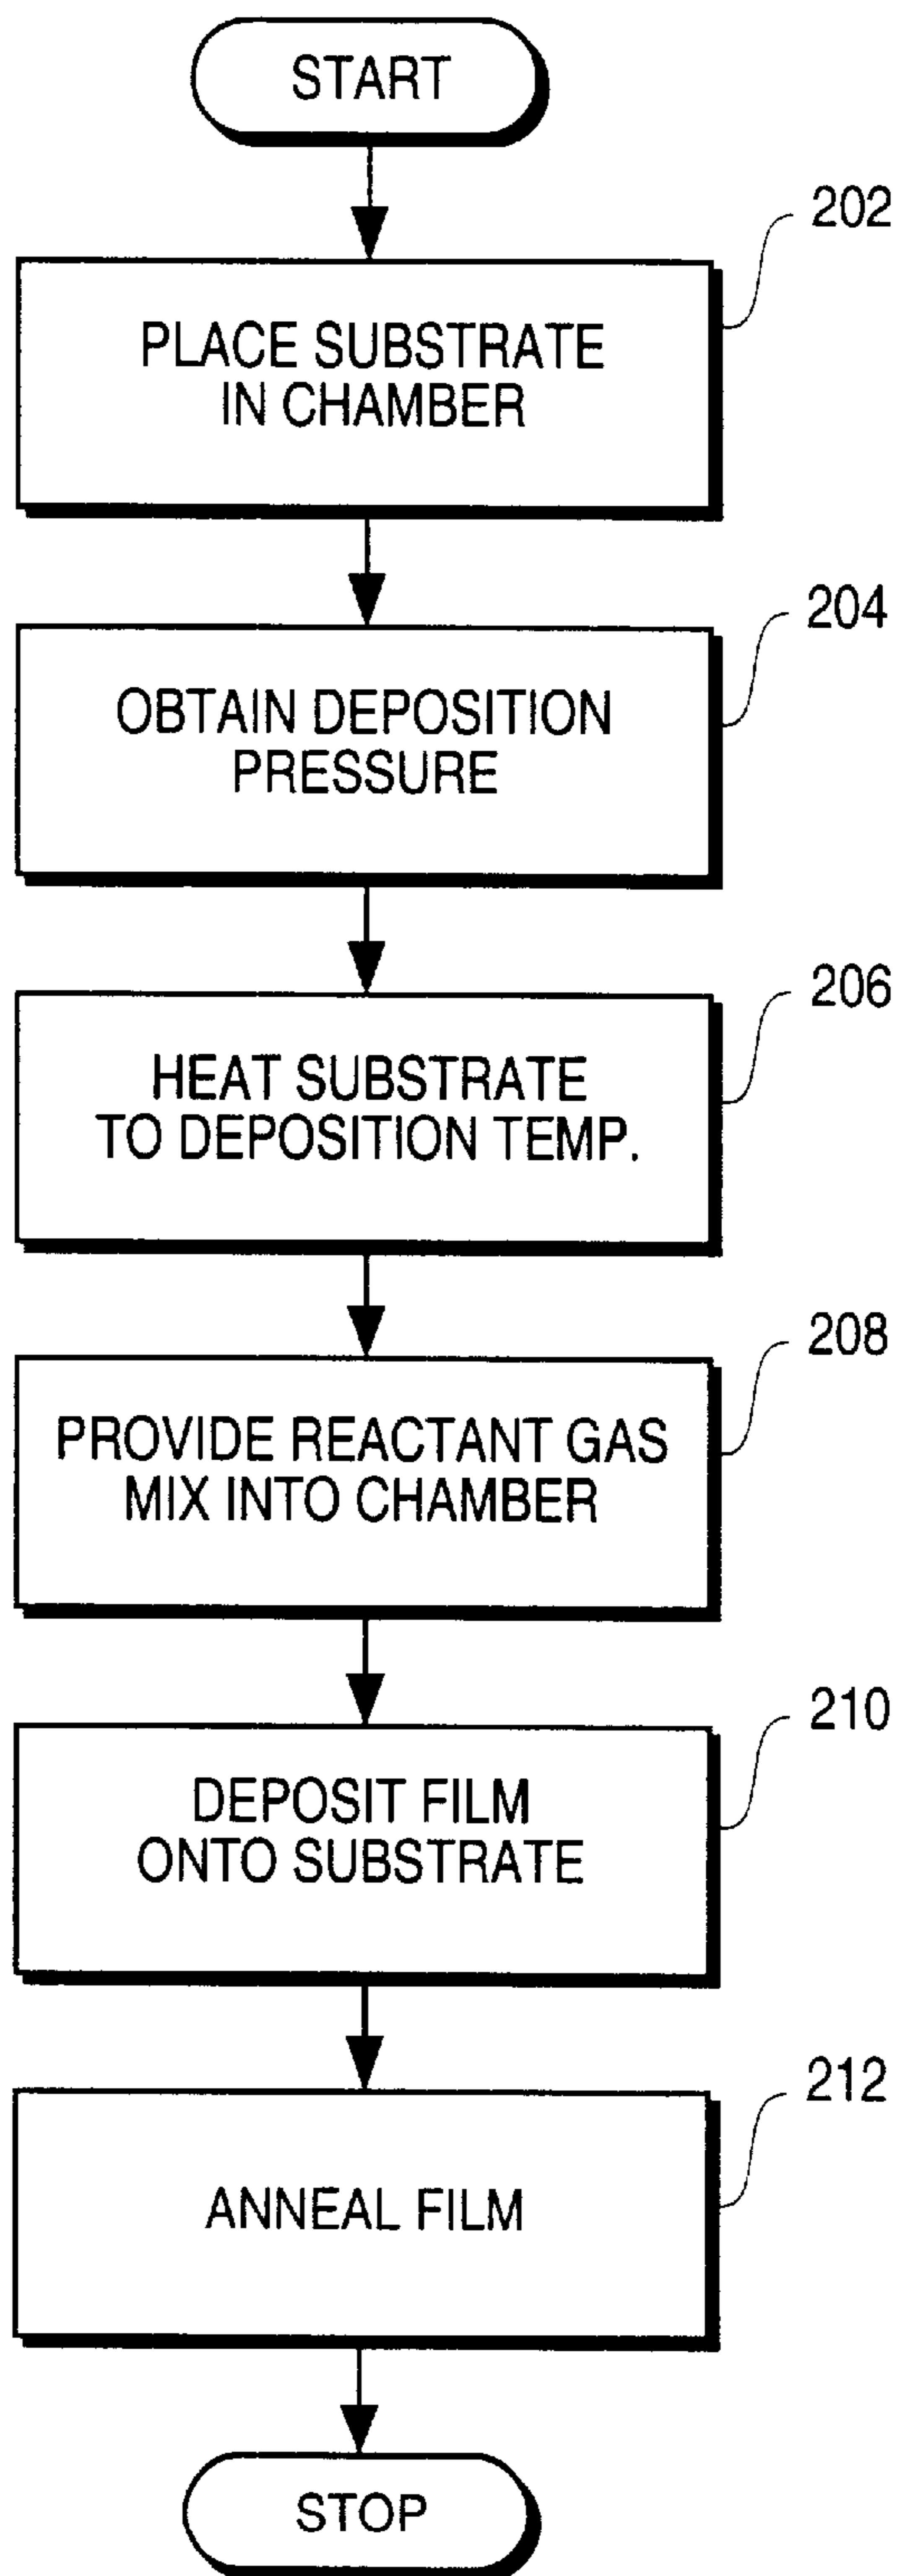 START
202
PLACE SUBSTRATE
IN CHAMBER
204
OBTAIN DEPOSITION
PRESSURE
206
HEAT SUBSTRATE
TO DEPOSITION TEMP.
208
PROVIDE REACTANT GAS
MIX INTO CHAMBER
210
DEPOSIT FILM
ONTO SUBSTRATE
212
ANNEAL FILM
STOP